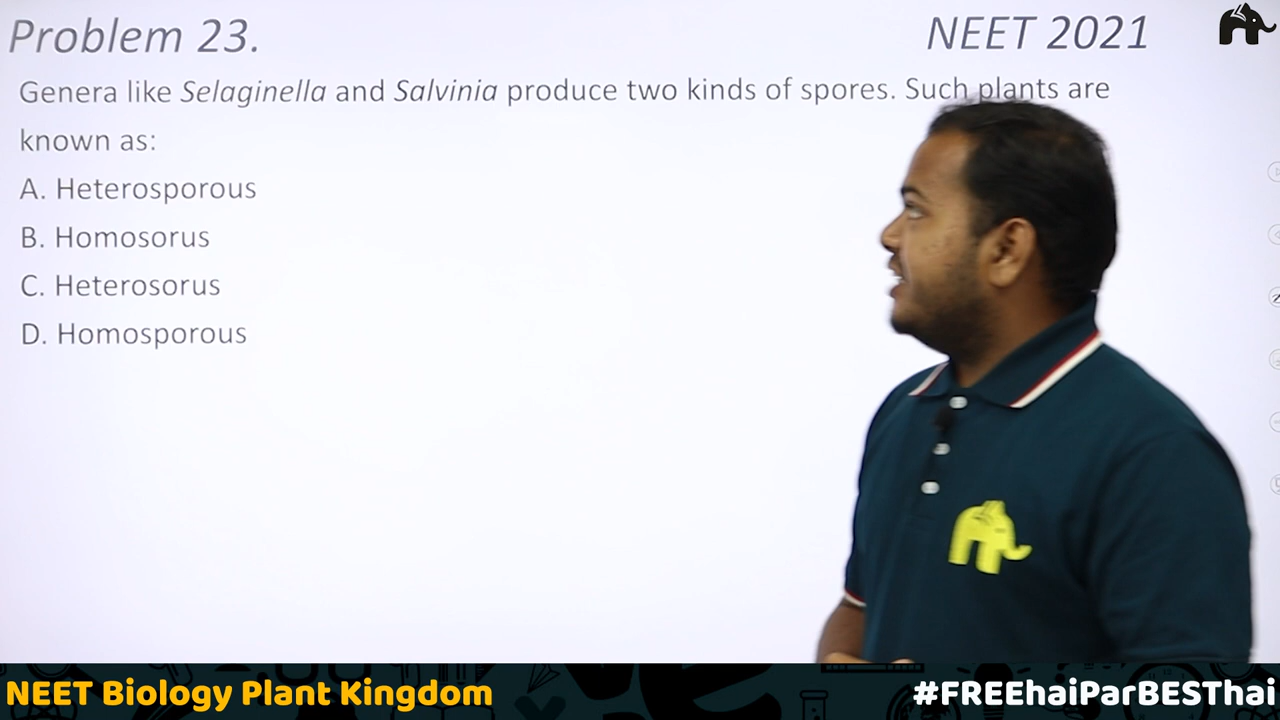 Problem 23.
NEET 2021
Genera like Selaginella and Salvinia produce two kinds of spores. Such plants are
known as:
A. Heterosporous
B. Homosorus
C. Heterosorus
D. Homosporous
NEET Biology Plant Kingdom
#FREEhaiParBESThai